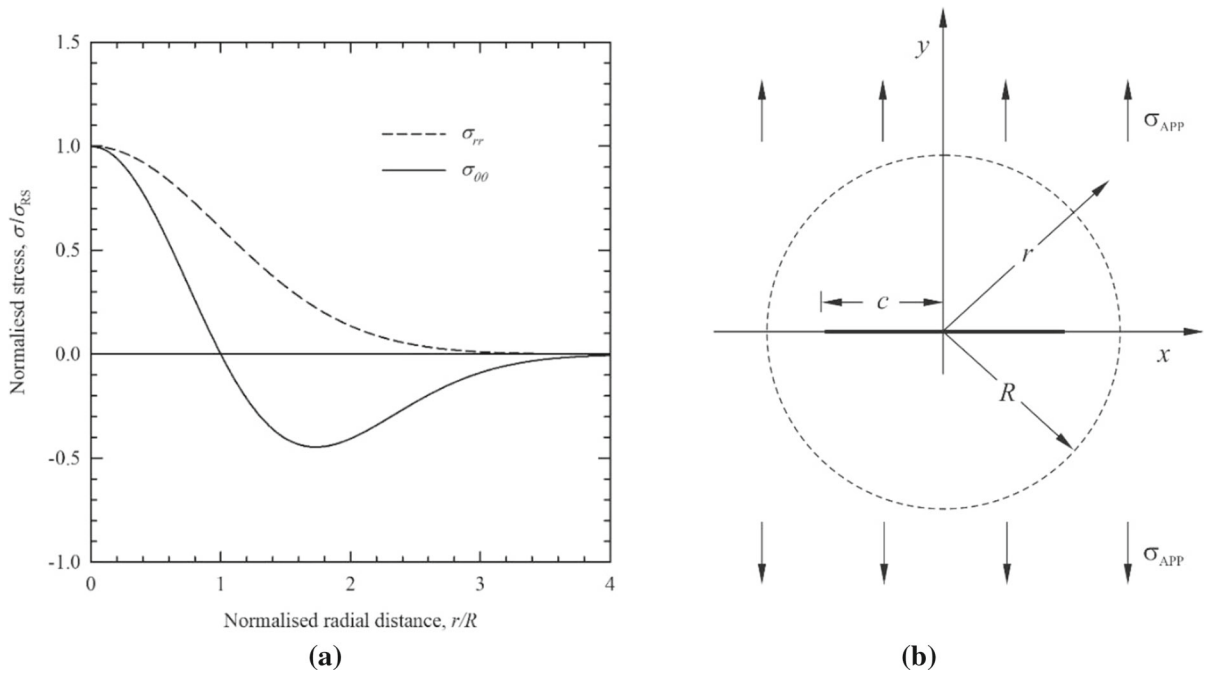 1.5
1.0
0.5
0.0
-0.5
-1.0
0
1
2
3
4
Normaliesd stress, σ/σRS
Normalised radial distance, r/R
σrr
σθθ
(a)
y
σAPP
r
c
x
R
σAPP
(b)